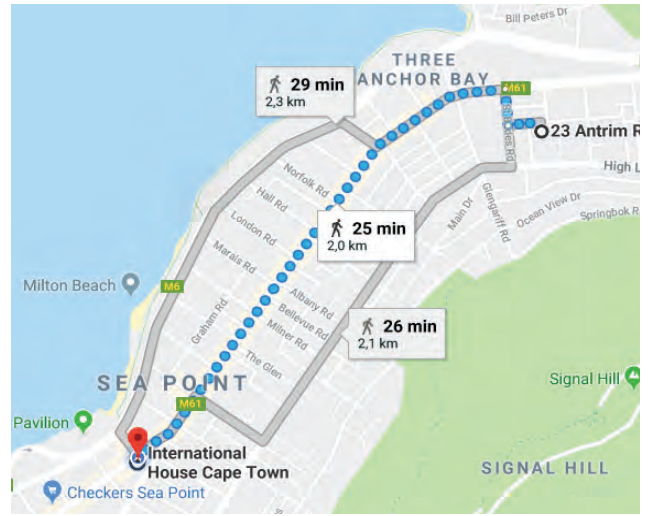 Bill Peters Dr
THREE
ANCHOR BAY
29 min
2,3 km
M61
23 Antrim R
High L
Norfolk Rd
Hall Rd
London Rd
Marais Rd
Main Dr
Glengariff Rd
Ocean View Dr
Springbok R
25 min
2,0 km
Milton Beach
M6
Graham Rd
Albany Rd
Bellevue Rd
Milner Rd
26 min
2,1 km
The Glen
SEA POINT
M61
Signal Hill
Pavilion
International
House Cape Town
SIGNAL HILL
Checkers Sea Point